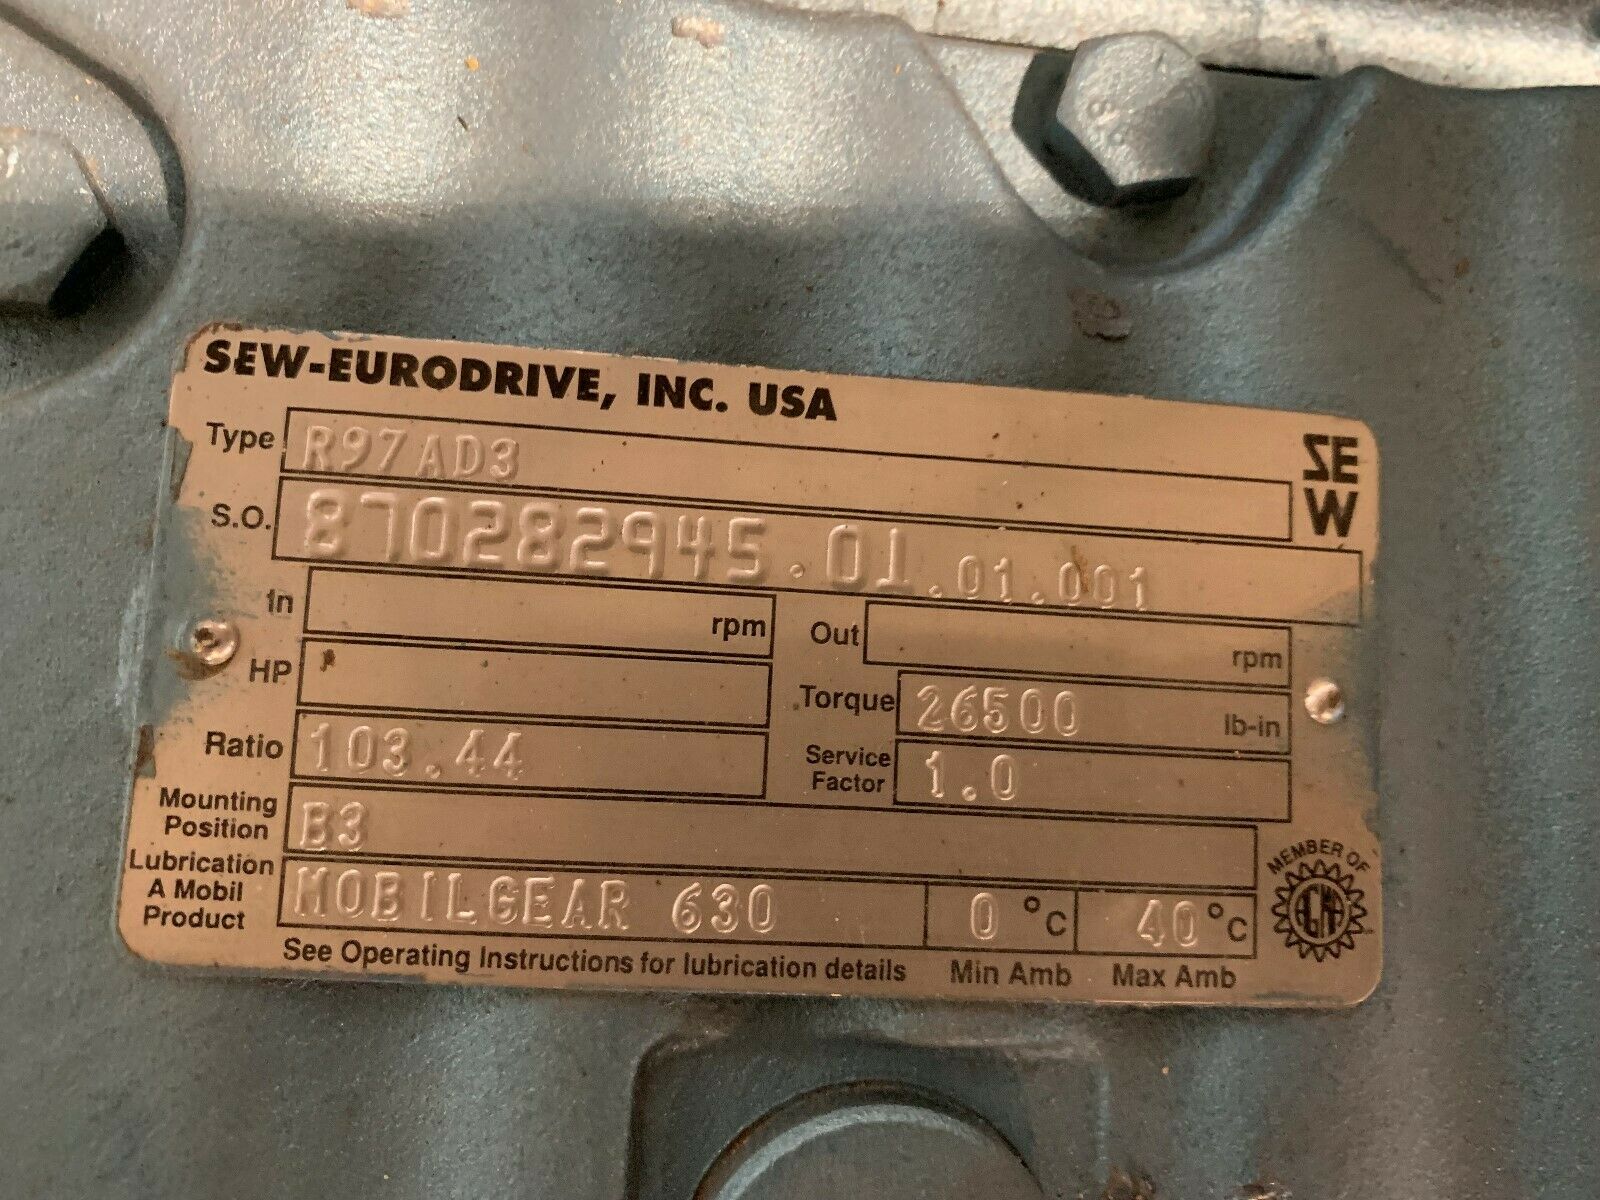 SEW-EURODRIVE, INC. USA
Type R97AD3
SEW
S.O. 870282945.01.01.001
In rpm Out rpm
HP Torque 26500 lb-in
Ratio 103.44 Service Factor 1.0
Mounting Position B3
Lubrication A Mobil Product MOBILGEAR 630 0 °C 40 °C
See Operating Instructions for lubrication details Min Amb Max Amb
MEMBER OF
AGMA